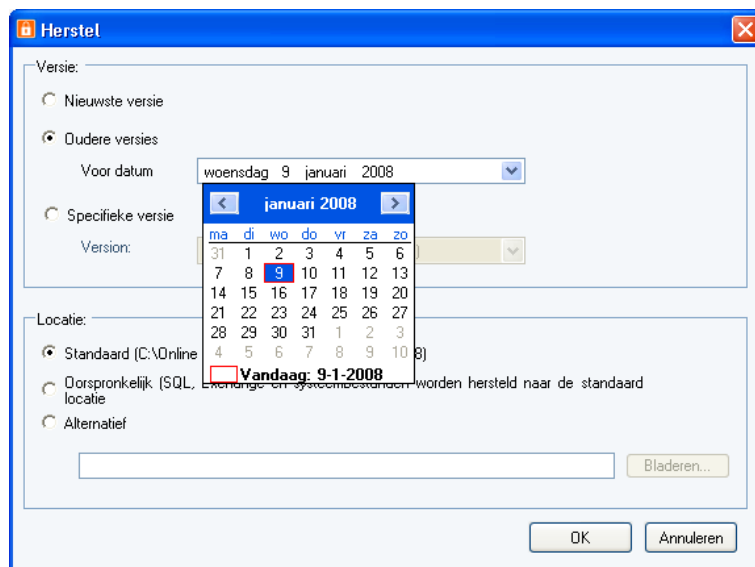 Herstel
Versie:
Nieuwste versie
Oudere versies
Voor datum
woensdag 9 januari 2008
januari 2008
ma di wo do vr za zo
31 1 2 3 4 5 6
7 8 9 10 11 12 13
14 15 16 17 18 19 20
21 22 23 24 25 26 27
28 29 30 31 1 2 3
4 5 6 7 8 9 10
Vandaag: 9-1-2008
Specifieke versie
Version:
Locatie:
Standaard (C:\Online 8)
Oorspronkelijk (SQL, Exchange en systeembestanden worden hersteld naar de standaard
locatie
Alternatief
Bladeren...
OK Annuleren